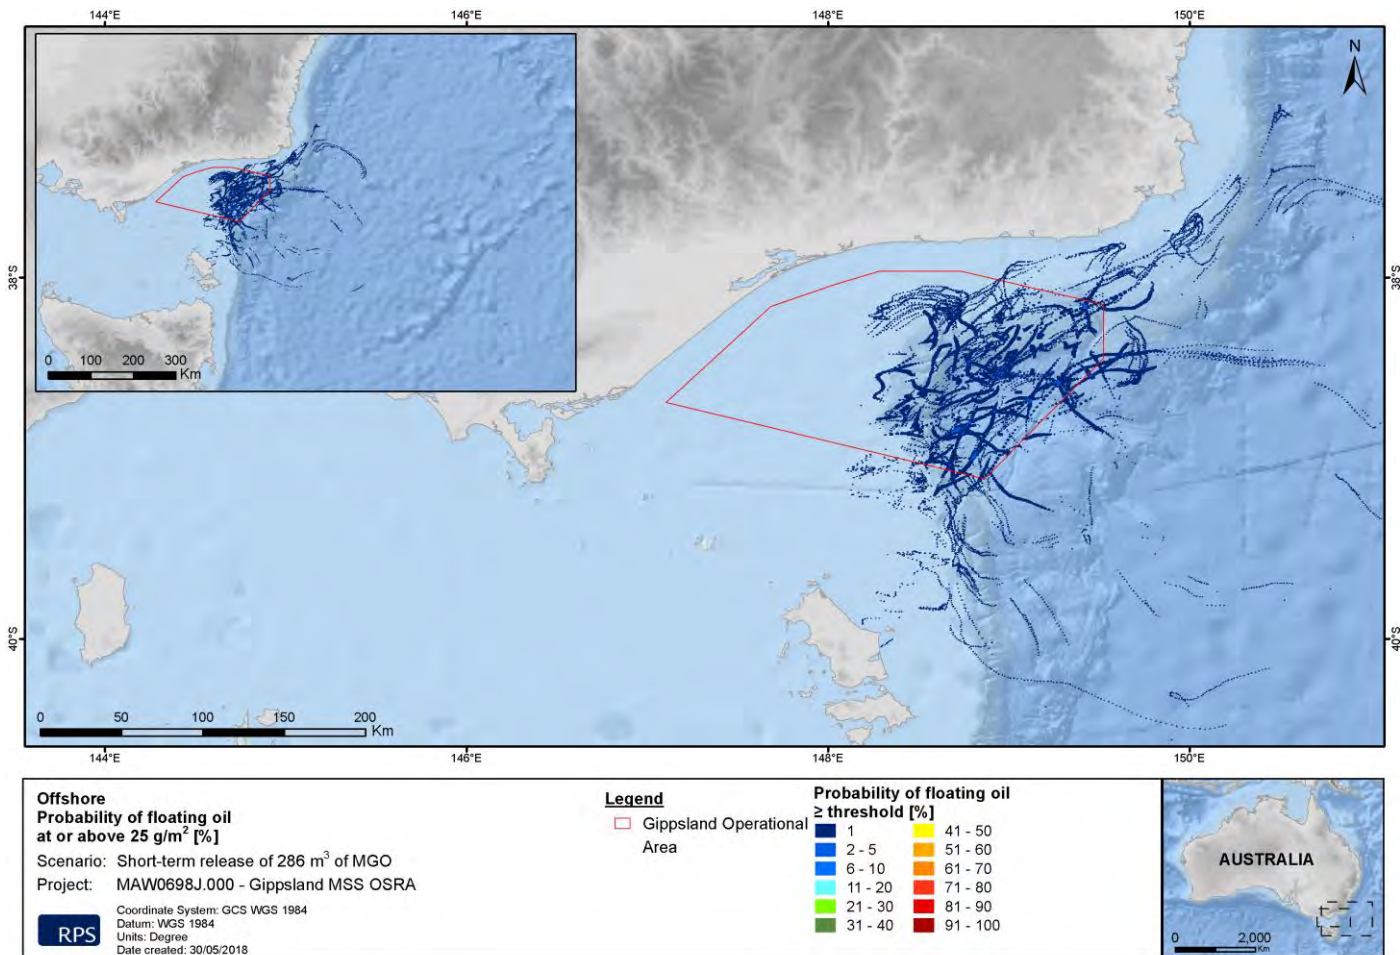 144°E 146°E 148°E 150°E
N
38°S 38°S
0 100 200 300
Km
40°S 40°S
0 50 100 150 200
Km
144°E 146°E 148°E 150°E
Offshore
Probability of floating oil
at or above 25 g/m² [%]
Scenario: Short-term release of 286 m³ of MGO
Project: MAW0698J.000 - Gippsland MSS OSRA
RPS
Coordinate System: GCS WGS 1984
Datum: WGS 1984
Units: Degree
Date created: 30/05/2018
Legend
Gippsland Operational
Area
Probability of floating oil
≥ threshold [%]
1 41 - 50
2 - 5 51 - 60
6 - 10 61 - 70
11 - 20 71 - 80
21 - 30 81 - 90
31 - 40 91 - 100
AUSTRALIA
0 2,000
Km